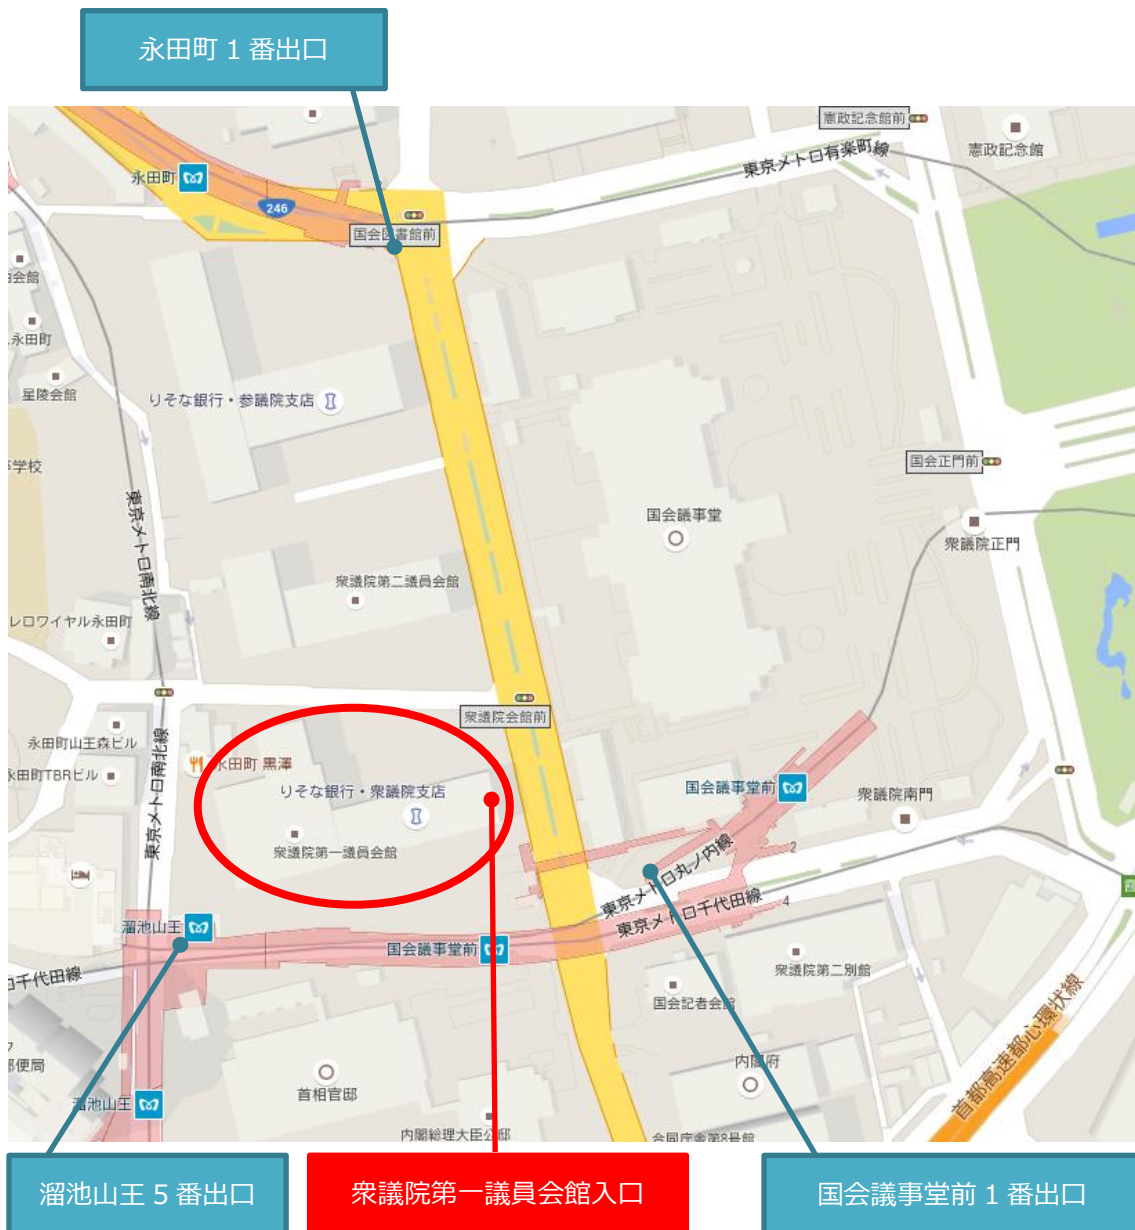 永田町１番出口
憲政記念館前
憲政記念館
東京メトロ有楽町線
永田町
246
国会図書館前
会館
永田町
星陵会館
りそな銀行・参議院支店
学校
国会正門前
国会議事堂
衆議院正門
東京メトロ南北線
衆議院第二議員会館
レロワイヤル永田町
衆議院会館前
永田町山王森ビル
永田町 黒澤
永田町TBRビル
東京メトロ南北線
りそな銀行・衆議院支店
国会議事堂前
衆議院南門
衆議院第一議員会館
2
東京メトロ丸ノ内線
東京メトロ千代田線
4
溜池山王
国会議事堂前
千代田線
衆議院第二別館
国会記者会館
首都高速都心環状線
便局
内閣府
首相官邸
溜池山王
内閣総理大臣公邸
合同庁舎第8号館
溜池山王５番出口
衆議院第一議員会館入口
国会議事堂前１番出口